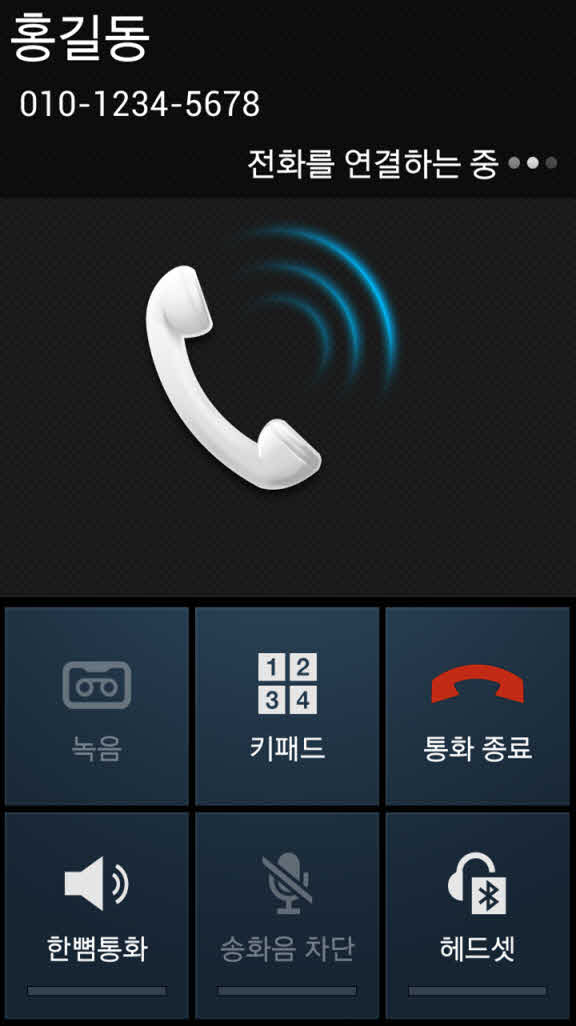 홍길동
010-1234-5678
전화를 연결하는 중
1 2
3 4
녹음
키패드
통화 종료
한뼘통화
송화음 차단
헤드셋